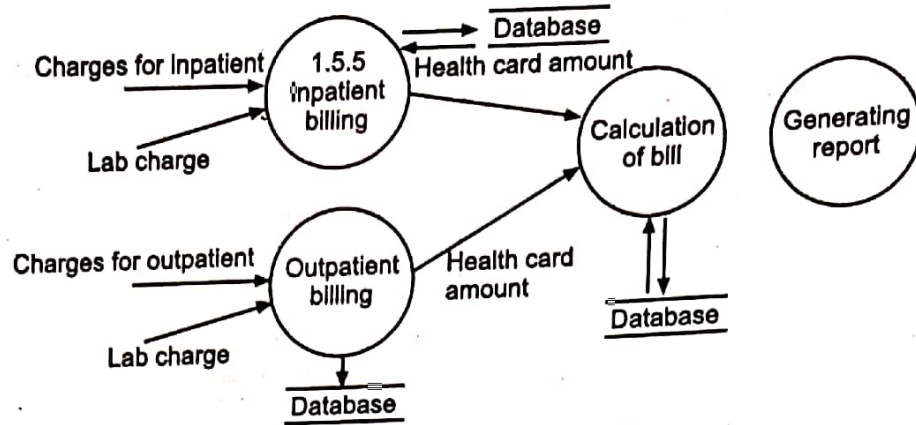 Database
Charges for Inpatient
1.5.5
Inpatient
billing
Health card amount
Lab charge
Calculation
of bill
Generating
report
Charges for outpatient
Outpatient
billing
Health card
amount
Lab charge
Database
Database